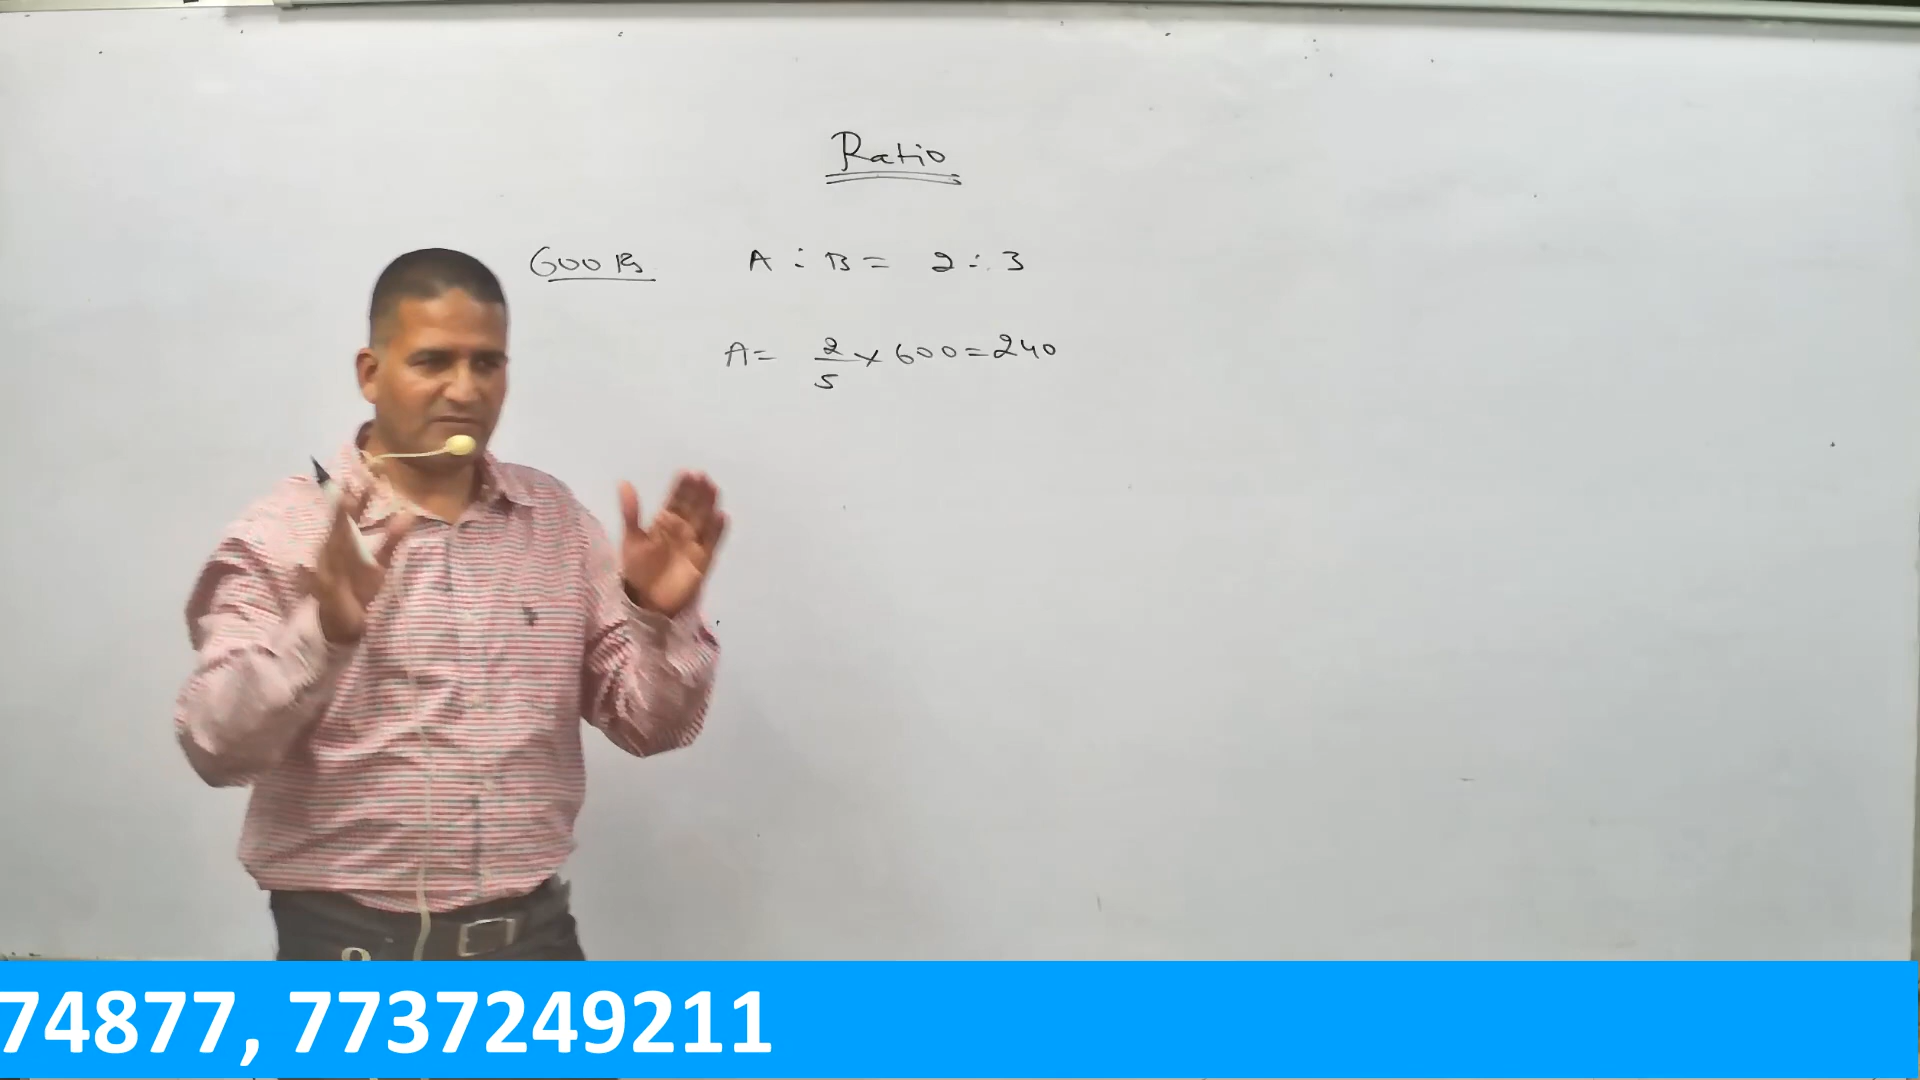 Ratio
600 Rs A : B = 2 : 3
A = 2/5 × 600 = 240
74877, 7737249211